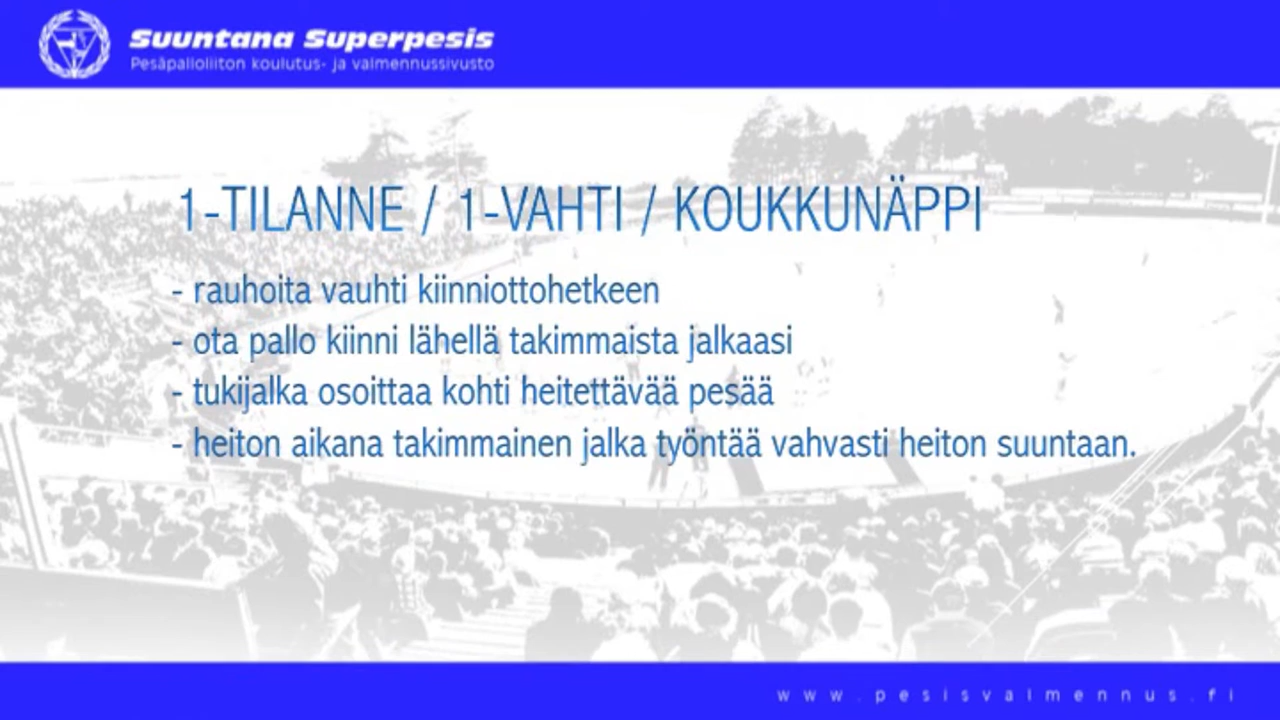 Suuntana Superpesis
Pesäpalloliiton koulutus- ja valmennussivusto
1-TILANNE / 1-VAHTI / KOUKKUNÄPPI
- rauhoita vauhti kiinniottohetkeen
- ota pallo kiinni lähellä takimmaista jalkaasi
- tukijalka osoittaa kohti heitettävää pesää
- heiton aikana takimmainen jalka työntää vahvasti heiton suuntaan.
www.pesisvalmennus.fi